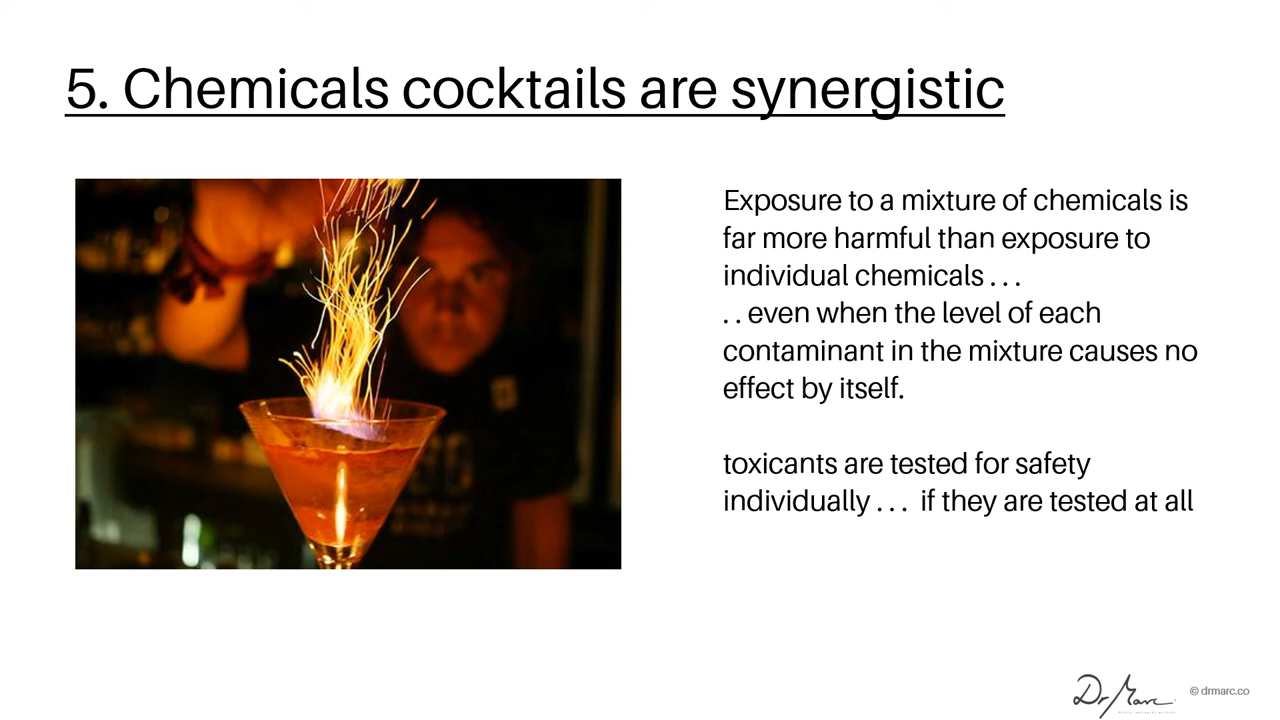 5. Chemicals cocktails are synergistic
Exposure to a mixture of chemicals is
far more harmful than exposure to
individual chemicals . . .
. . even when the level of each
contaminant in the mixture causes no
effect by itself.
toxicants are tested for safety
individually . . .  if they are tested at all
Dr Marc
© drmarc.co